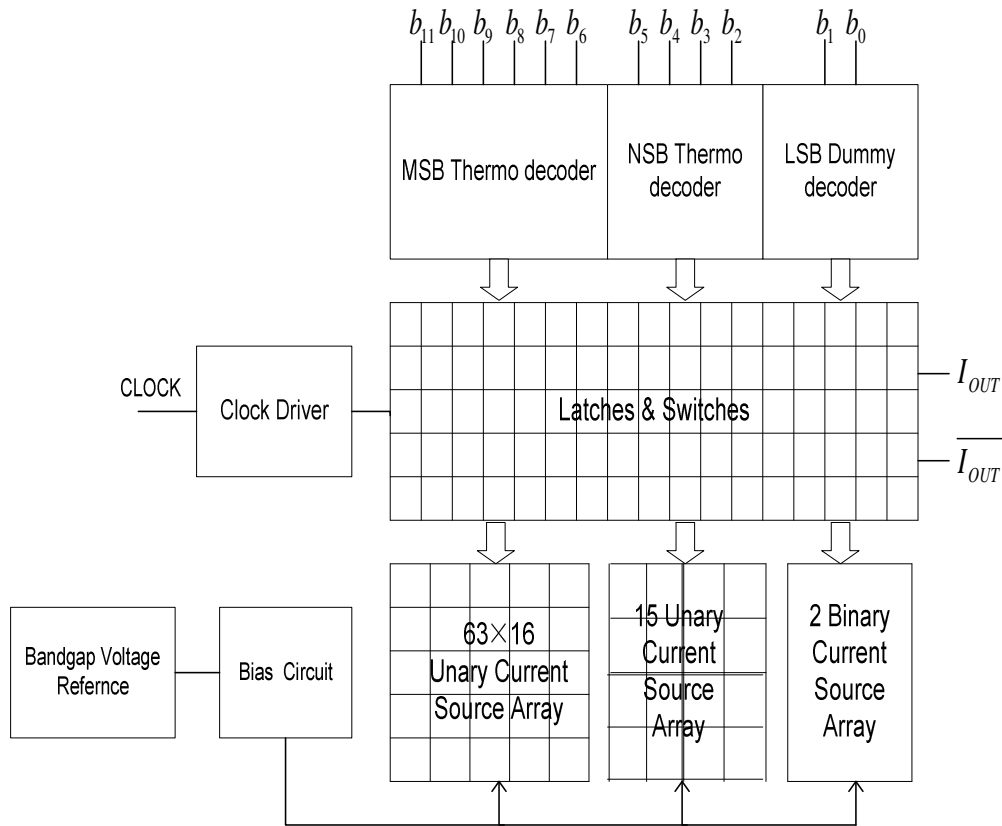 b₁₁ b₁₀ b₉ b₈ b₇ b₆ b₅ b₄ b₃ b₂ b₁ b₀
MSB Thermo decoder
NSB Thermo
decoder
LSB Dummy
decoder
CLOCK
Clock Driver
Latches & Switches
I_OUT
I̅_OUT
Bandgap Voltage
Refernce
Bias Circuit
63×16
Unary Current
Source Array
15 Unary
Current
Source
Array
2 Binary
Current
Source
Array